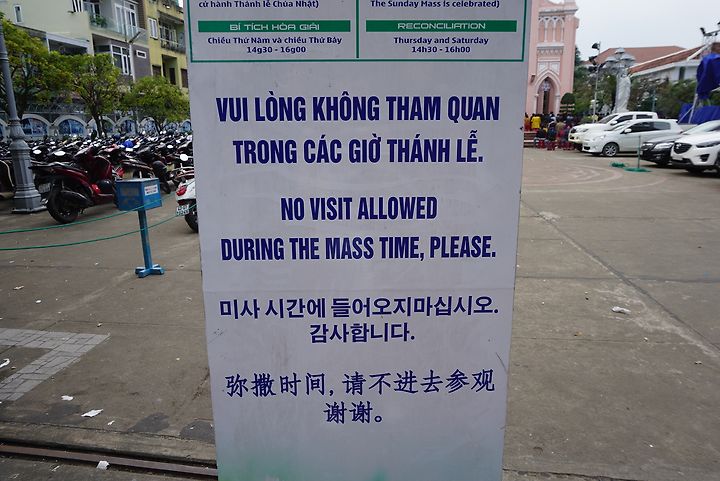 cử hành Thánh lễ Chúa Nhật)
The Sunday Mass is celebrated)
BÍ TÍCH HÒA GIẢI
RECONCILIATION
Chiều Thứ Năm và chiều Thứ Bảy
14g30 - 16g00
Thursday and Saturday
14h30 - 16h00
VUI LÒNG KHÔNG THAM QUAN
TRONG CÁC GIỜ THÁNH LỄ.
NO VISIT ALLOWED
DURING THE MASS TIME, PLEASE.
미사 시간에 들어오지마십시오.
감사합니다.
弥撒时间, 请不进去参观
谢谢。